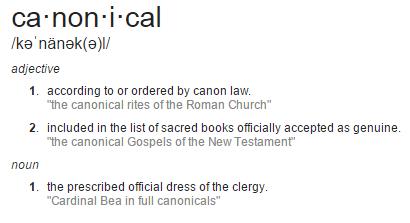 ca·non·i·cal
/kəˈnänək(ə)l/
adjective
1. according to or ordered by canon law.
"the canonical rites of the Roman Church"
2. included in the list of sacred books officially accepted as genuine.
"the canonical Gospels of the New Testament"
noun
1. the prescribed official dress of the clergy.
"Cardinal Bea in full canonicals"